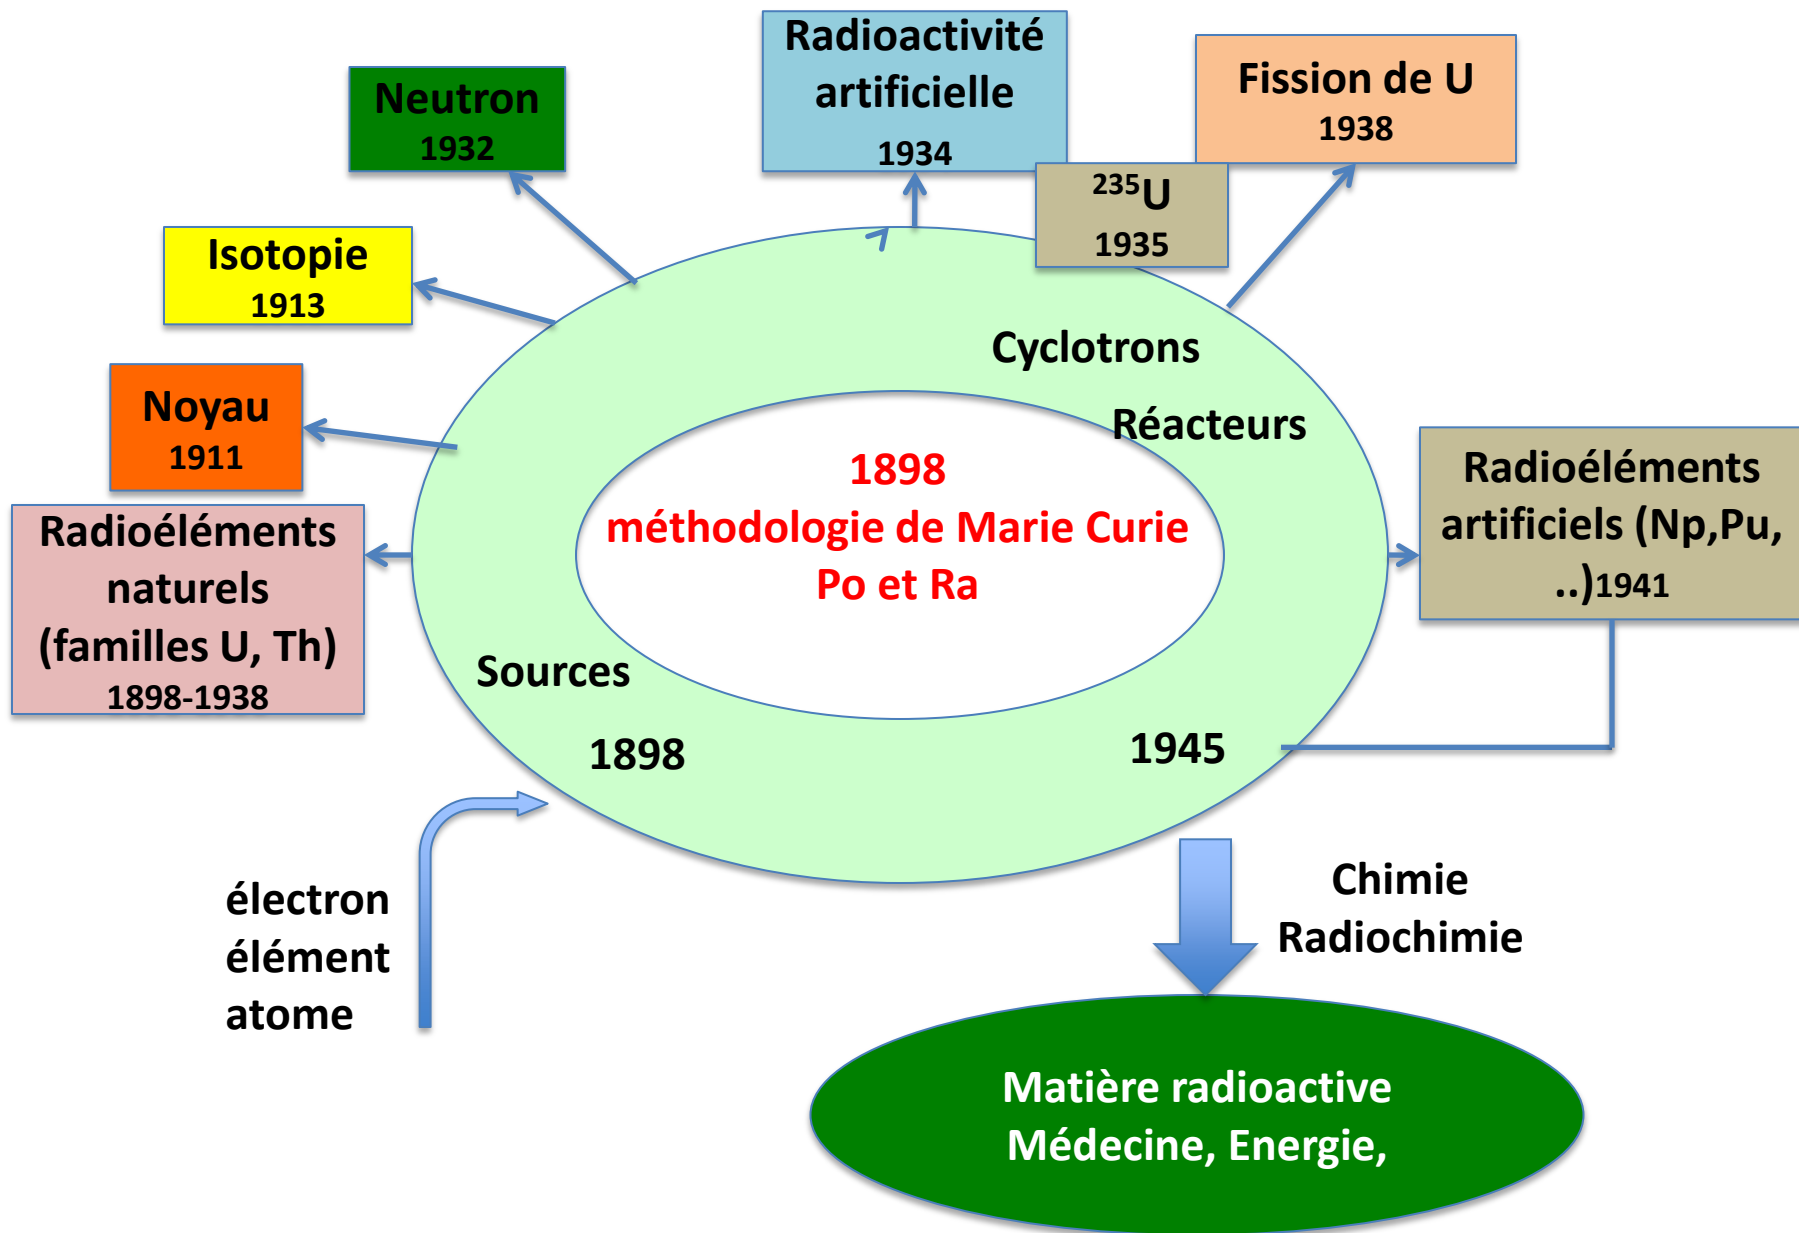 Radioactivité
artificielle
1934
Fission de U
1938
Neutron
1932
²³⁵U
1935
Isotopie
1913
Cyclotrons
Réacteurs
Noyau
1911
1898
méthodologie de Marie Curie
Po et Ra
Radioéléments
artificiels (Np,Pu,
..)1941
Radioéléments
naturels
(familles U, Th)
1898-1938
Sources
1898
1945
électron
élément
atome
Chimie
Radiochimie
Matière radioactive
Médecine, Energie,